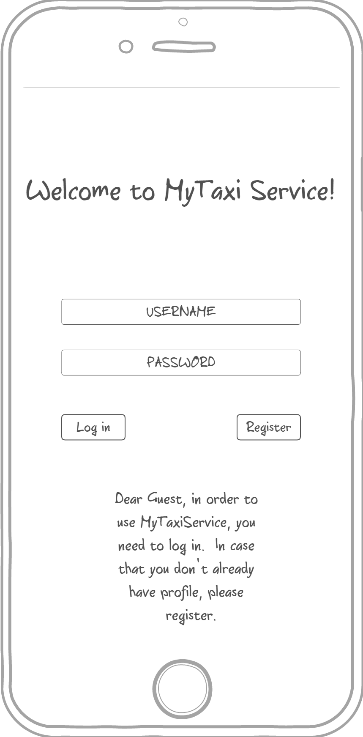 Welcome to MyTaxi Service!
USERNAME
PASSWORD
Log in
Register
Dear Guest, in order to
use MyTaxiService, you
need to log in. In case
that you don't already
have profile, please
register.